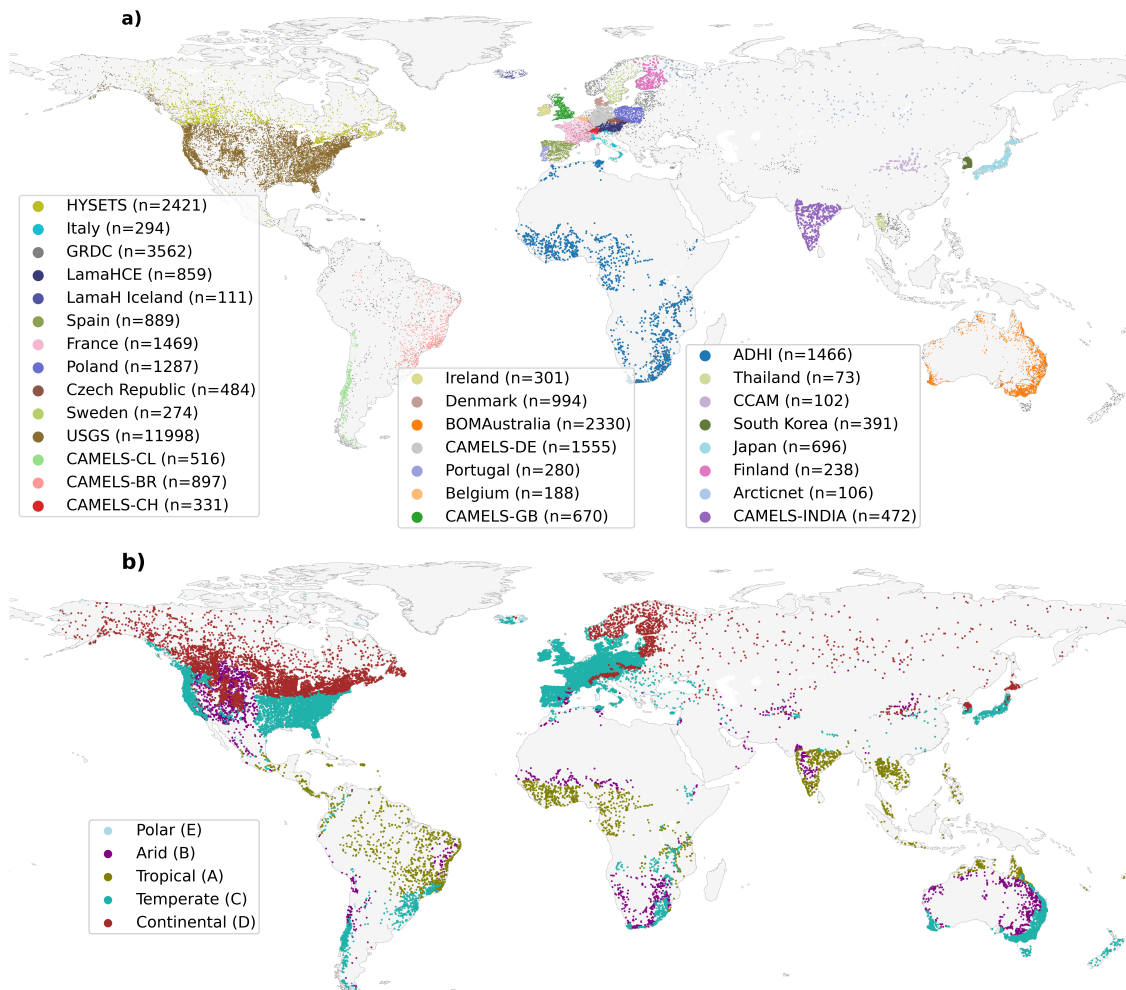 a)
HYSETS (n=2421)
Italy (n=294)
GRDC (n=3562)
LamaHCE (n=859)
LamaH Iceland (n=111)
Spain (n=889)
France (n=1469)
Poland (n=1287)
Czech Republic (n=484)
Sweden (n=274)
USGS (n=11998)
CAMELS-CL (n=516)
CAMELS-BR (n=897)
CAMELS-CH (n=331)
Ireland (n=301)
Denmark (n=994)
BOMAustralia (n=2330)
CAMELS-DE (n=1555)
Portugal (n=280)
Belgium (n=188)
CAMELS-GB (n=670)
ADHI (n=1466)
Thailand (n=73)
CCAM (n=102)
South Korea (n=391)
Japan (n=696)
Finland (n=238)
Arcticnet (n=106)
CAMELS-INDIA (n=472)
b)
Polar (E)
Arid (B)
Tropical (A)
Temperate (C)
Continental (D)